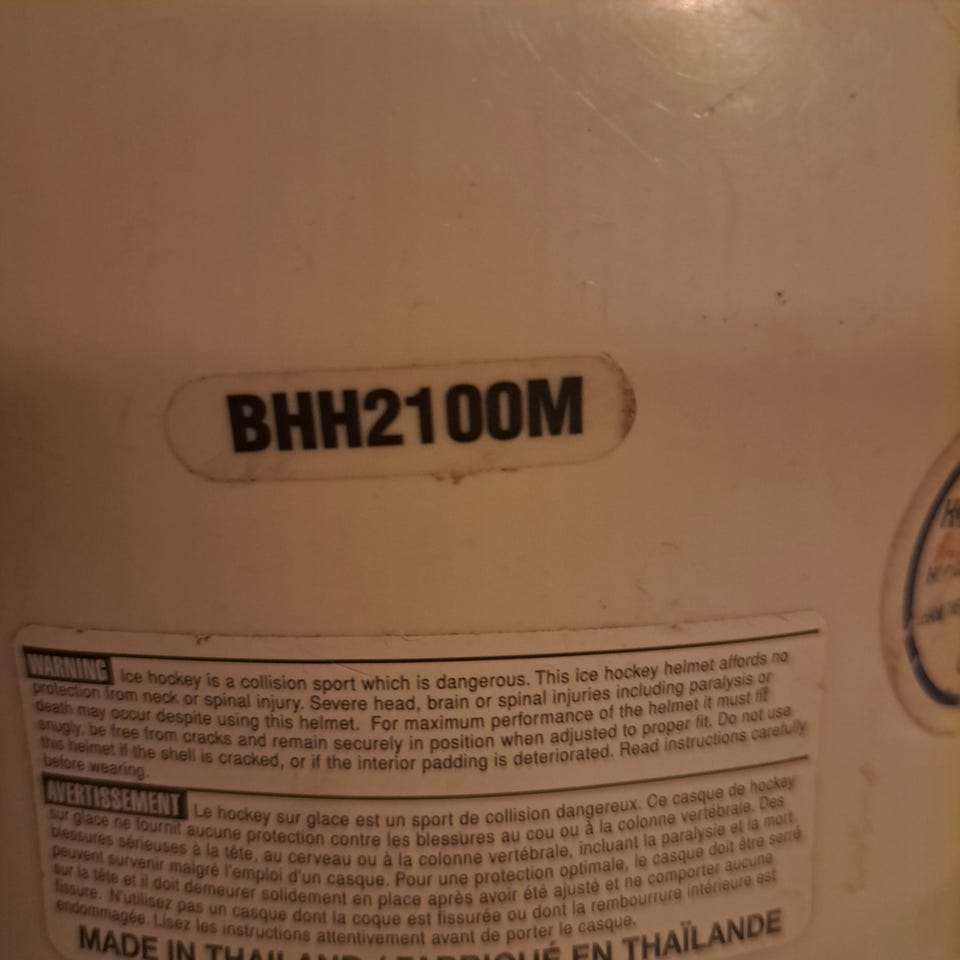 BHH2100M
WARNING Ice hockey is a collision sport which is dangerous. This ice hockey helmet affords no
protection from neck or spinal injury. Severe head, brain or spinal injuries including paralysis or
death may occur despite using this helmet. For maximum performance of the helmet it must fit
snugly, be free from cracks and remain securely in position when adjusted to proper fit. Do not use
this helmet if the shell is cracked, or if the interior padding is deteriorated. Read instructions carefully
before wearing.
AVERTISSEMENT Le hockey sur glace est un sport de collision dangereux. Ce casque de hockey
sur glace ne fournit aucune protection contre les blessures au cou ou à la colonne vertébrale. Des
blessures sérieuses à la tête, au cerveau ou à la colonne vertébrale, incluant la paralysie et la mort
peuvent survenir malgré l'emploi d'un casque. Pour une protection optimale, le casque doit être serré
sur la tête et il doit demeurer solidement en place après avoir été ajusté et ne comporter aucune
fissure. N'utilisez pas un casque dont la coque est fissurée ou dont la rembourrure intérieure est
endommagée. Lisez les instructions attentivement avant de porter le casque.
MADE IN THAILAND / FABRIQUÉ EN THAÏLANDE